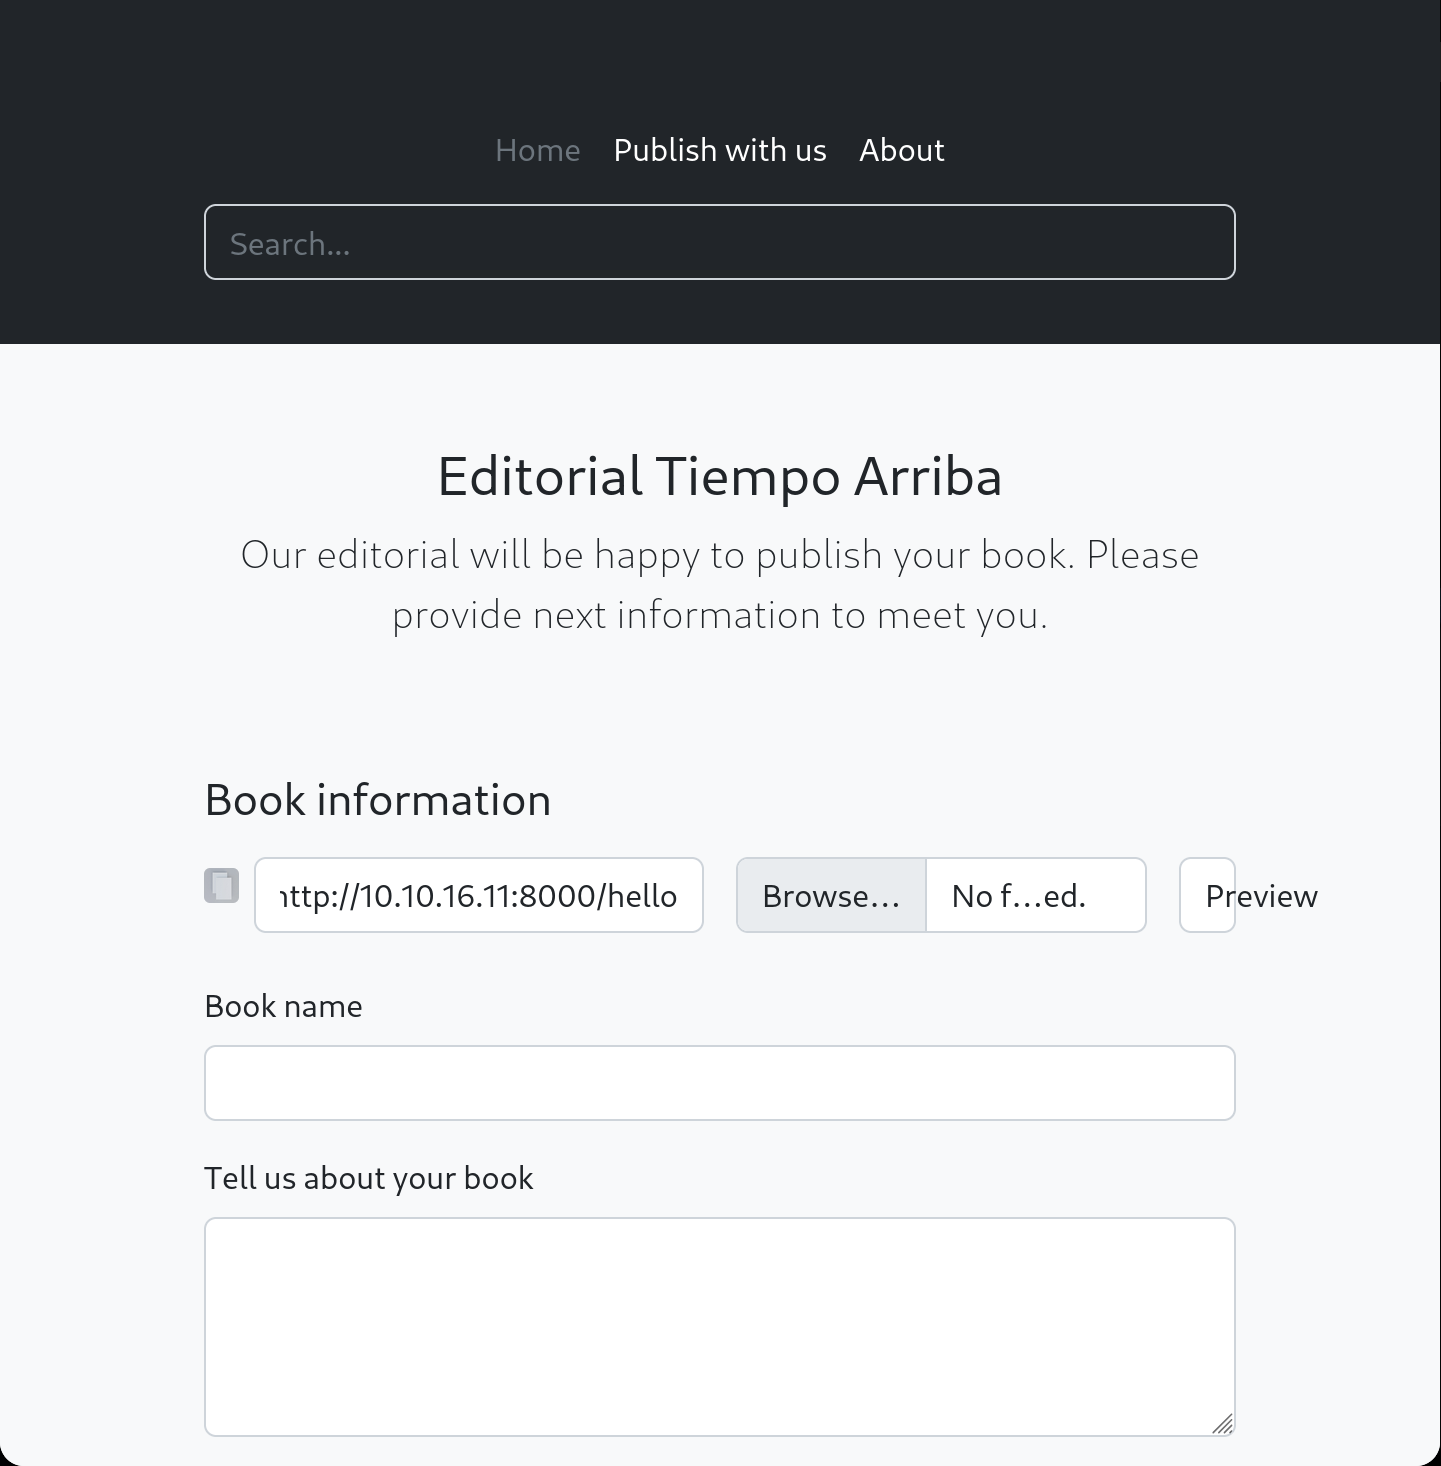 Home Publish with us About
Search...
Editorial Tiempo Arriba
Our editorial will be happy to publish your book. Please
provide next information to meet you.
Book information
http://10.10.16.11:8000/hello Browse... No f...ed. Preview
Book name
Tell us about your book